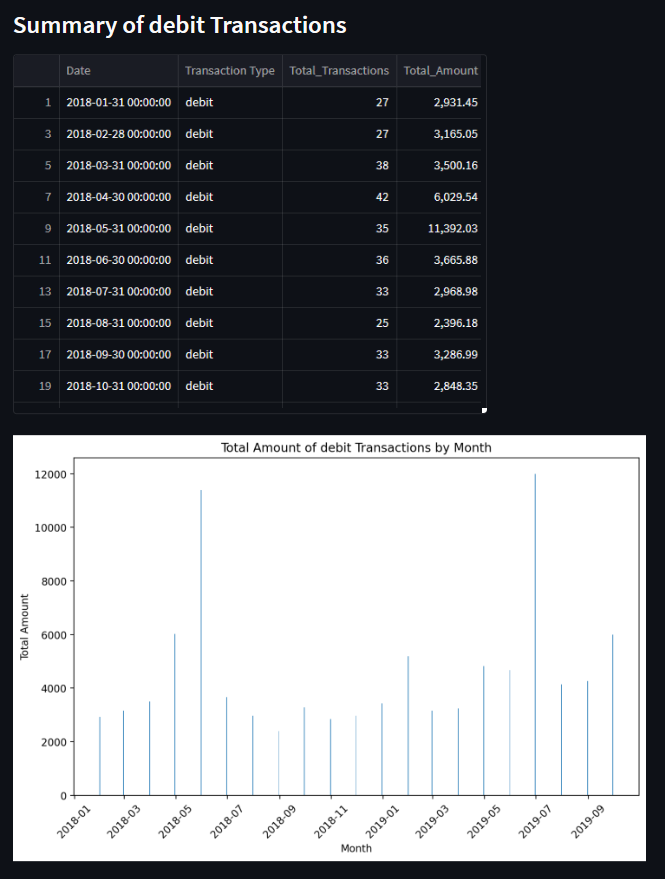 Summary of debit Transactions
Date Transaction Type Total_Transactions Total_Amount
1 2018-01-31 00:00:00 debit 27 2,931.45
3 2018-02-28 00:00:00 debit 27 3,165.05
5 2018-03-31 00:00:00 debit 38 3,500.16
7 2018-04-30 00:00:00 debit 42 6,029.54
9 2018-05-31 00:00:00 debit 35 11,392.03
11 2018-06-30 00:00:00 debit 36 3,665.88
13 2018-07-31 00:00:00 debit 33 2,968.98
15 2018-08-31 00:00:00 debit 25 2,396.18
17 2018-09-30 00:00:00 debit 33 3,286.99
19 2018-10-31 00:00:00 debit 33 2,848.35
Total Amount of debit Transactions by Month
12000
10000
8000
6000
4000
2000
0
Total Amount
2018-01 2018-03 2018-05 2018-07 2018-09 2018-11 2019-01 2019-03 2019-05 2019-07 2019-09
Month